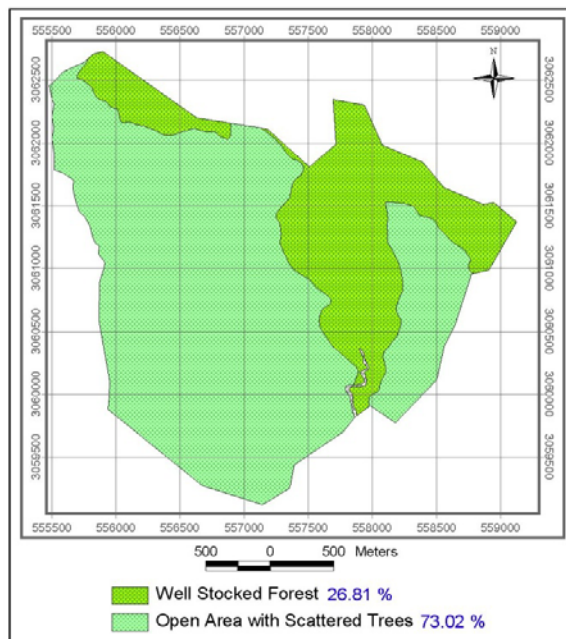 555500 556000 556500 557000 557500 558000 558500 559000
N
3062500 3062500
3062000 3062000
3061500 3061500
3061000 3061000
3060500 3060500
3060000 3060000
3059500 3059500
555500 556000 556500 557000 557500 558000 558500 559000
500 0 500 Meters
Well Stocked Forest 26.81 %
Open Area with Scattered Trees 73.02 %